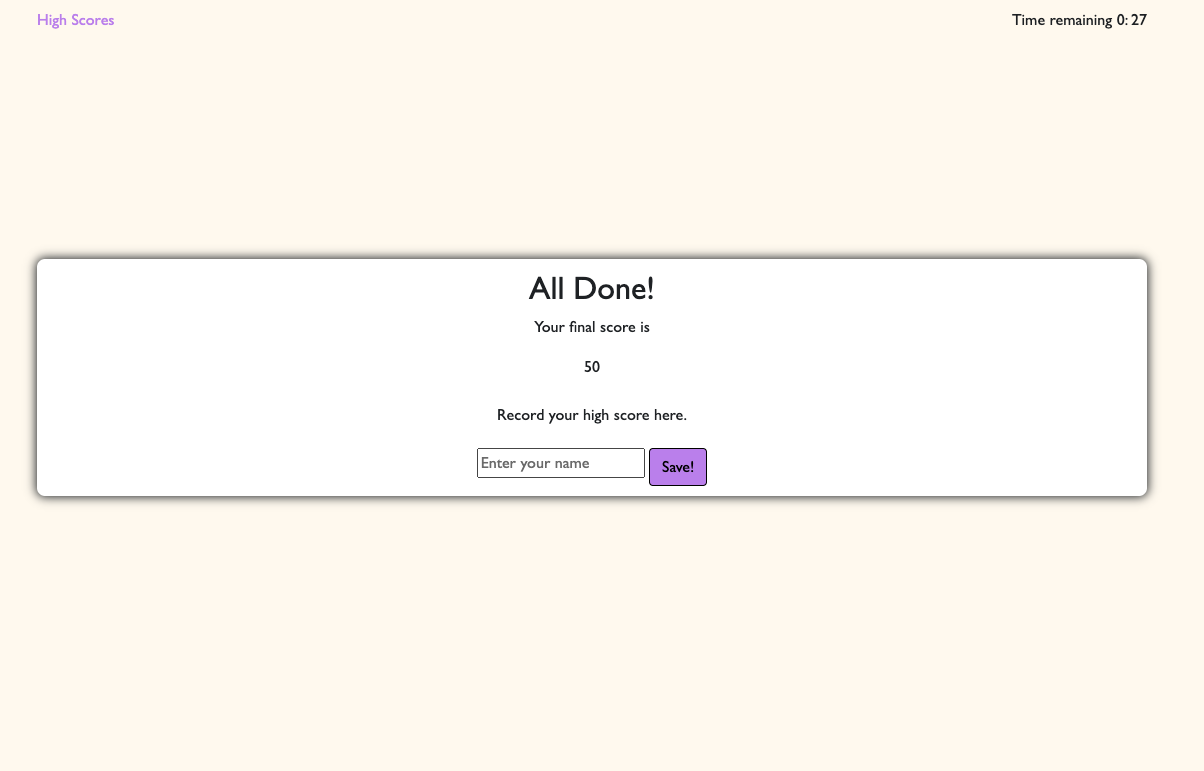 High Scores
Time remaining 0: 27
All Done!
Your final score is
50
Record your high score here.
Enter your name
Save!